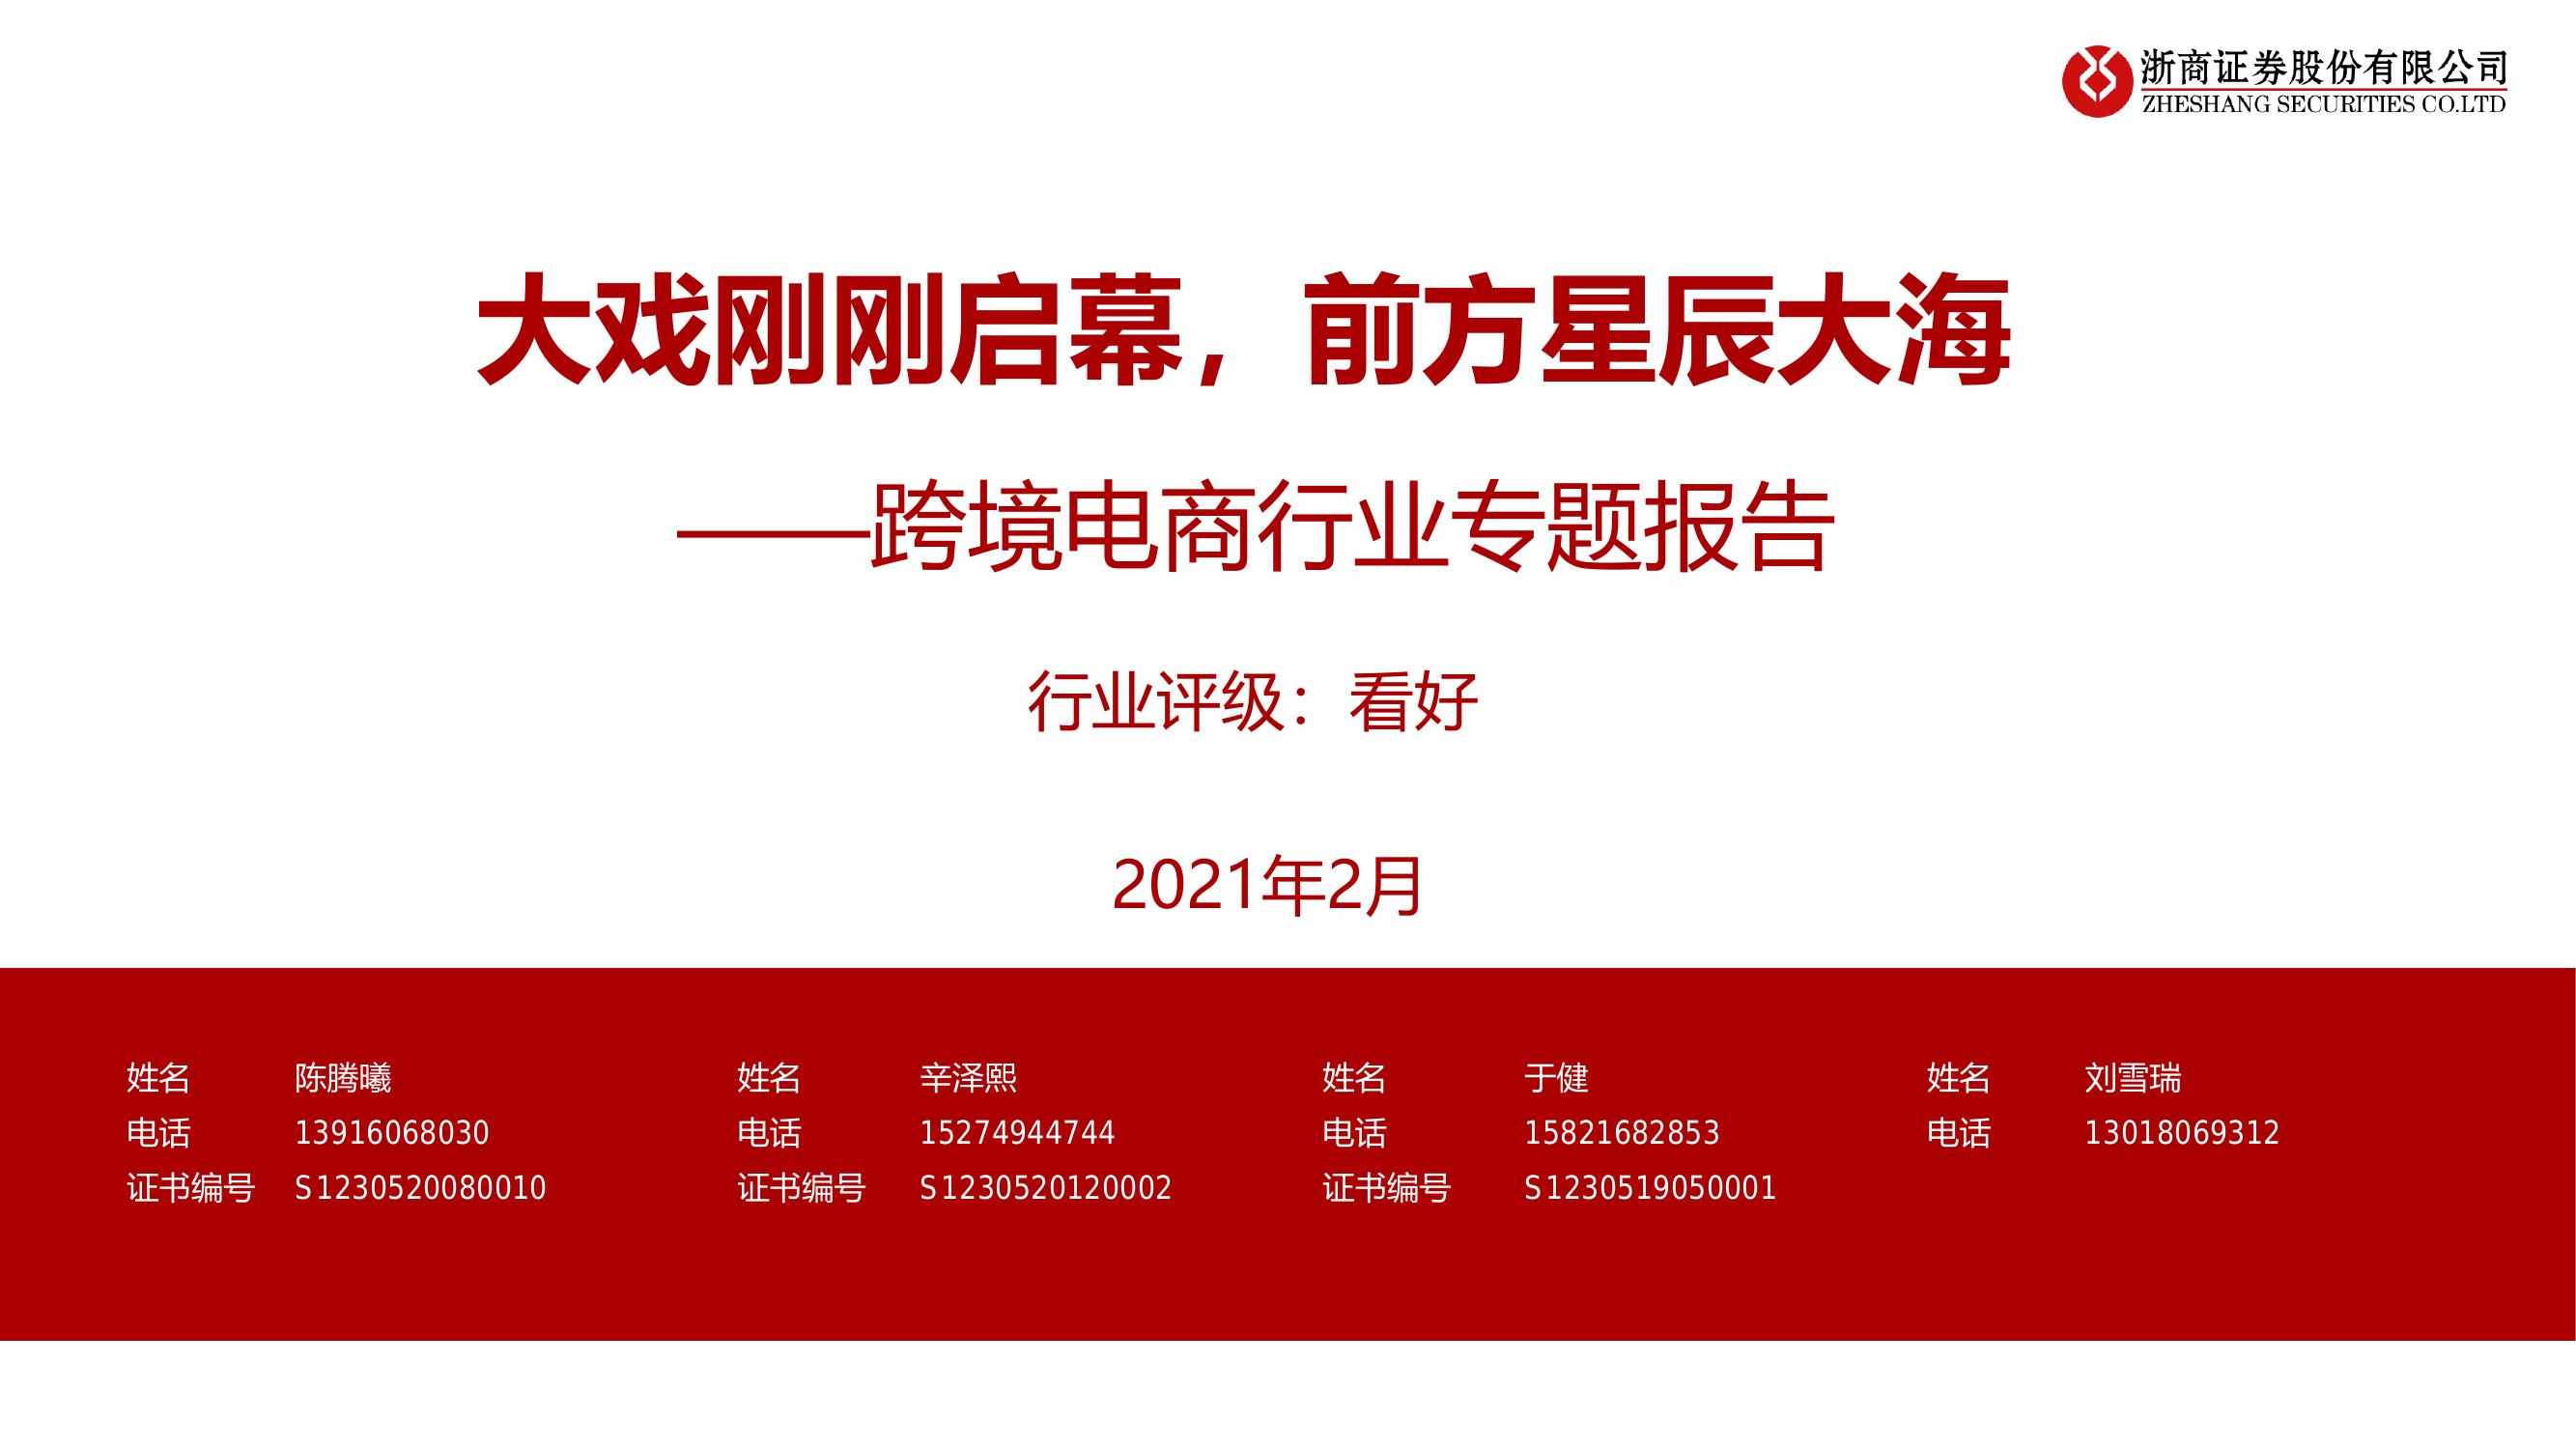 浙商证券股份有限公司
ZHESHANG SECURITIES CO.LTD
大戏刚刚启幕，前方星辰大海
——跨境电商行业专题报告
行业评级：看好
2021年2月
姓名 陈腾曦 姓名 辛泽熙 姓名 于健 姓名 刘雪瑞
电话 13916068030 电话 15274944744 电话 15821682853 电话 13018069312
证书编号 S1230520080010 证书编号 S1230520120002 证书编号 S1230519050001